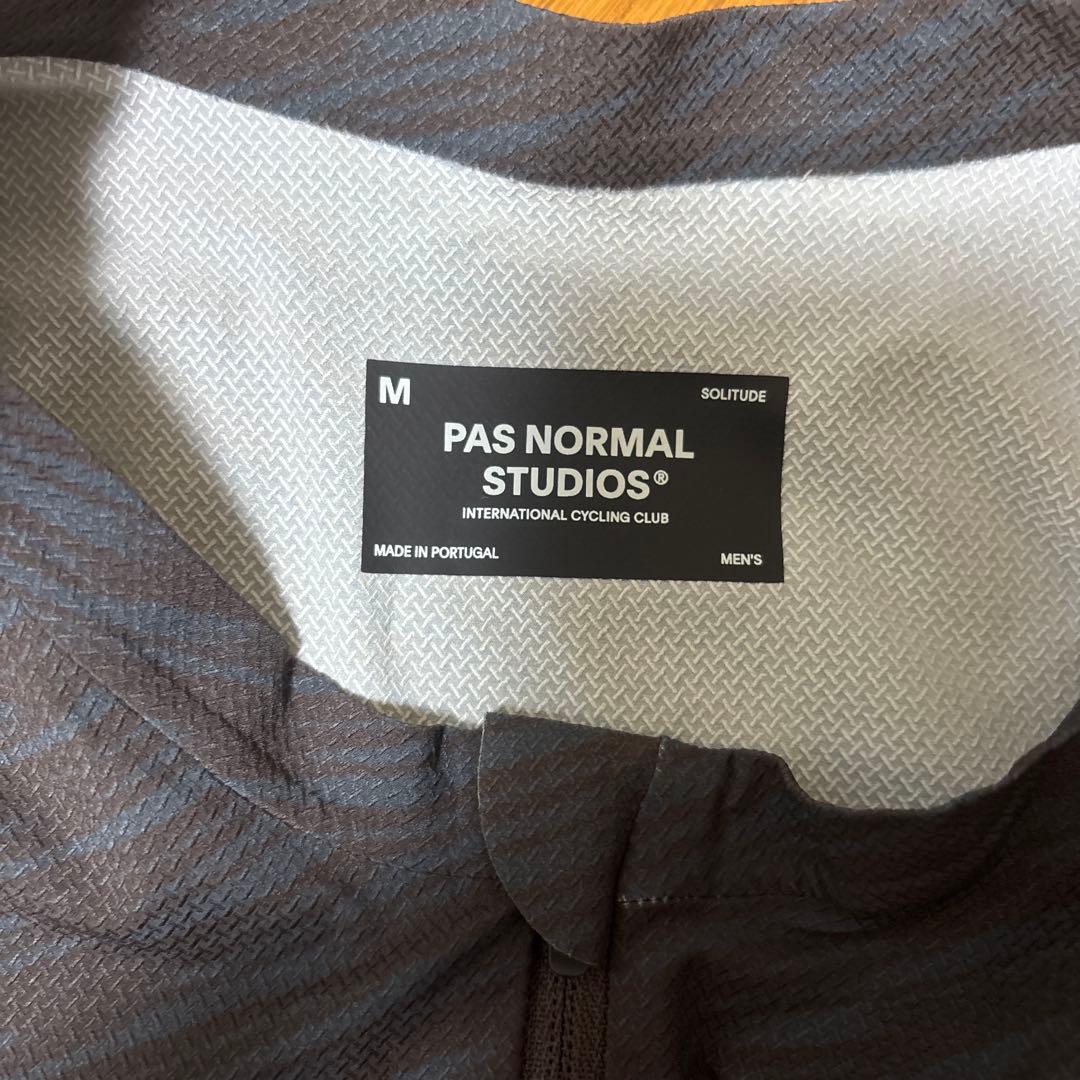 M
SOLITUDE
PAS NORMAL
STUDIOS®
INTERNATIONAL CYCLING CLUB
MADE IN PORTUGAL
MEN'S